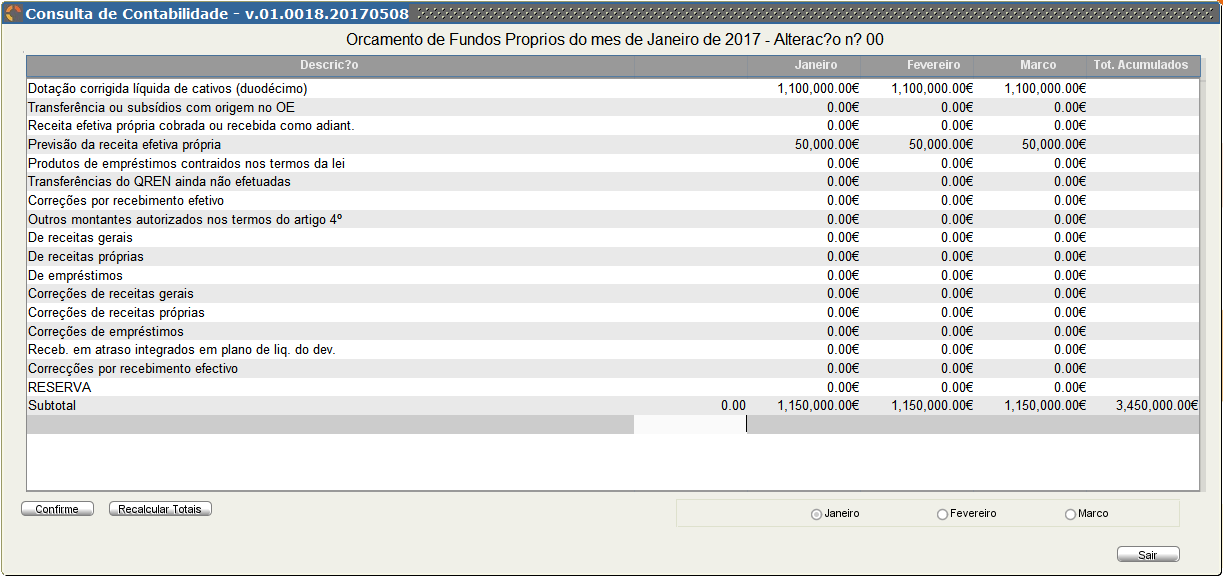 Consulta de Contabilidade - v.01.0018.20170508
Orcamento de Fundos Proprios do mes de Janeiro de 2017 - Alterac?o n? 00
Descric?o Janeiro Fevereiro Marco Tot. Acumulados
Dotação corrigida líquida de cativos (duodécimo) 1,100,000.00€ 1,100,000.00€ 1,100,000.00€
Transferência ou subsídios com origem no OE 0.00€ 0.00€ 0.00€
Receita efetiva própria cobrada ou recebida como adiant. 0.00€ 0.00€ 0.00€
Previsão da receita efetiva própria 50,000.00€ 50,000.00€ 50,000.00€
Produtos de empréstimos contraidos nos termos da lei 0.00€ 0.00€ 0.00€
Transferências do QREN ainda não efetuadas 0.00€ 0.00€ 0.00€
Correções por recebimento efetivo 0.00€ 0.00€ 0.00€
Outros montantes autorizados nos termos do artigo 4º 0.00€ 0.00€ 0.00€
De receitas gerais 0.00€ 0.00€ 0.00€
De receitas próprias 0.00€ 0.00€ 0.00€
De empréstimos 0.00€ 0.00€ 0.00€
Correções de receitas gerais 0.00€ 0.00€ 0.00€
Correções de receitas próprias 0.00€ 0.00€ 0.00€
Correções de empréstimos 0.00€ 0.00€ 0.00€
Receb. em atraso integrados em plano de liq. do dev. 0.00€ 0.00€ 0.00€
Correcções por recebimento efectivo 0.00€ 0.00€ 0.00€
RESERVA 0.00€ 0.00€ 0.00€
Subtotal 0.00 1,150,000.00€ 1,150,000.00€ 1,150,000.00€ 3,450,000.00€
Confirme Recalcular Totais Janeiro Fevereiro Marco
Sair